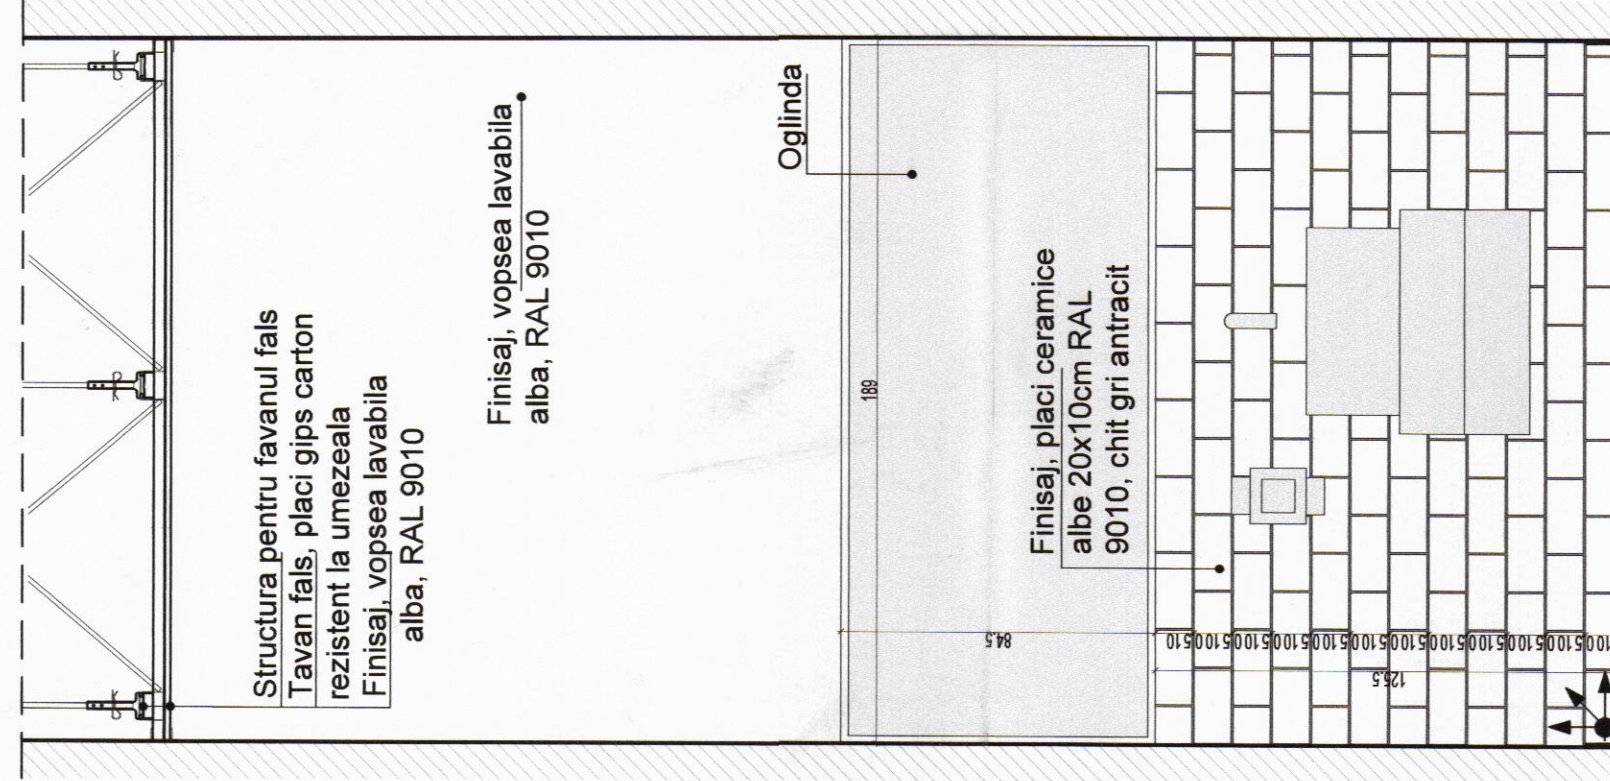 Structura pentru favanul fals
Tavan fals, placi gips carton
rezistent la umezeala
Finisaj, vopsea lavabila
alba, RAL 9010
Finisaj, vopsea lavabila
alba, RAL 9010
Oglinda
189
84.5
Finisaj, placi ceramice
albe 20x10cm RAL
9010, chit gri antracit
125.5